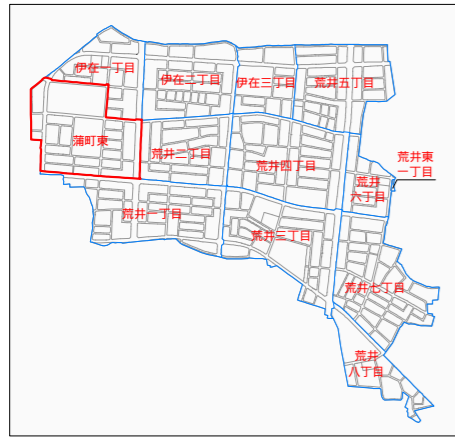 伊在一丁目
伊在二丁目
伊在三丁目
荒井五丁目
蒲町東
荒井二丁目
荒井四丁目
荒井東
一丁目
荒井
六丁目
荒井一丁目
荒井三丁目
荒井七丁目
荒井
八丁目